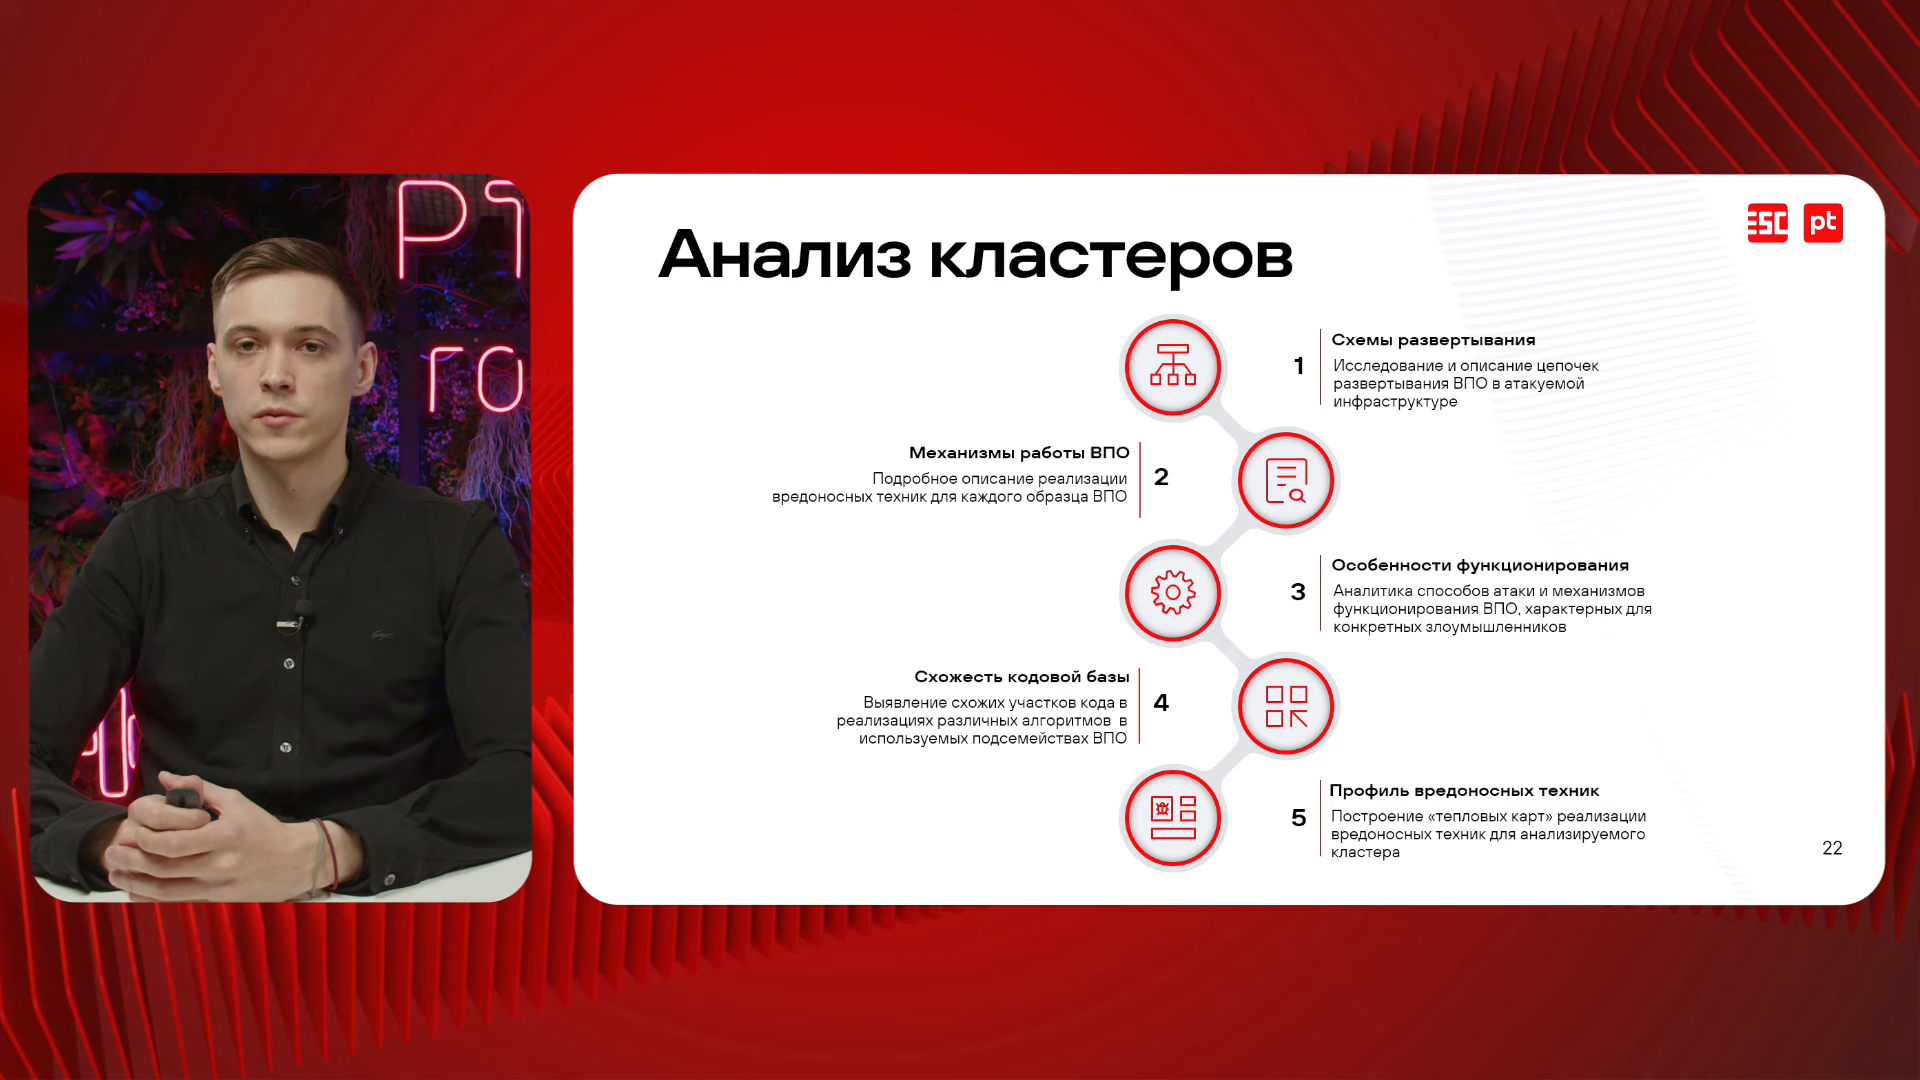 PT
ГО
Анализ кластеров
ESC
pt
1
Схемы развертывания
Исследование и описание цепочек
развертывания ВПО в атакуемой
инфраструктуре
Механизмы работы ВПО
Подробное описание реализации
вредоносных техник для каждого образца ВПО
2
3
Особенности функционирования
Аналитика способов атаки и механизмов
функционирования ВПО, характерных для
конкретных злоумышленников
Схожесть кодовой базы
Выявление схожих участков кода в
реализациях различных алгоритмов в
используемых подсемействах ВПО
4
5
Профиль вредоносных техник
Построение «тепловых карт» реализации
вредоносных техник для анализируемого
кластера
22